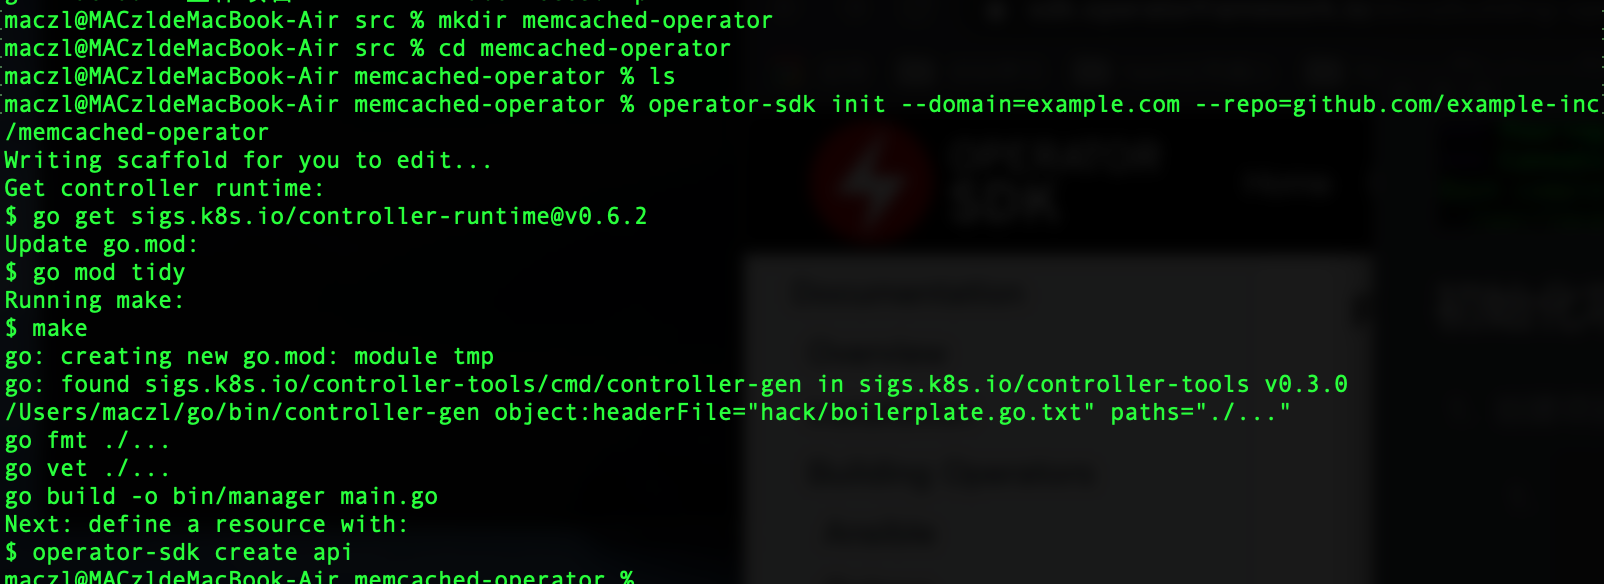 maczl@MACzldeMacBook-Air src % mkdir memcached-operator
maczl@MACzldeMacBook-Air src % cd memcached-operator
maczl@MACzldeMacBook-Air memcached-operator % ls
maczl@MACzldeMacBook-Air memcached-operator % operator-sdk init --domain=example.com --repo=github.com/example-inc
/memcached-operator
Writing scaffold for you to edit...
Get controller runtime:
$ go get sigs.k8s.io/controller-runtime@v0.6.2
Update go.mod:
$ go mod tidy
Running make:
$ make
go: creating new go.mod: module tmp
go: found sigs.k8s.io/controller-tools/cmd/controller-gen in sigs.k8s.io/controller-tools v0.3.0
/Users/maczl/go/bin/controller-gen object:headerFile="hack/boilerplate.go.txt" paths="./..."
go fmt ./...
go vet ./...
go build -o bin/manager main.go
Next: define a resource with:
$ operator-sdk create api
maczl@MACzldeMacBook-Air memcached-operator %
OPERATOR
SDK